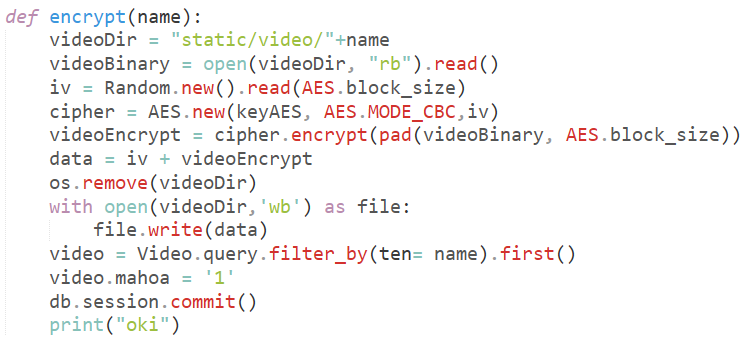 def encrypt(name):
    videoDir = "static/video/"+name
    videoBinary = open(videoDir, "rb").read()
    iv = Random.new().read(AES.block_size)
    cipher = AES.new(keyAES, AES.MODE_CBC,iv)
    videoEncrypt = cipher.encrypt(pad(videoBinary, AES.block_size))
    data = iv + videoEncrypt
    os.remove(videoDir)
    with open(videoDir,'wb') as file:
        file.write(data)
    video = Video.query.filter_by(ten= name).first()
    video.mahoa = '1'
    db.session.commit()
    print("oki")